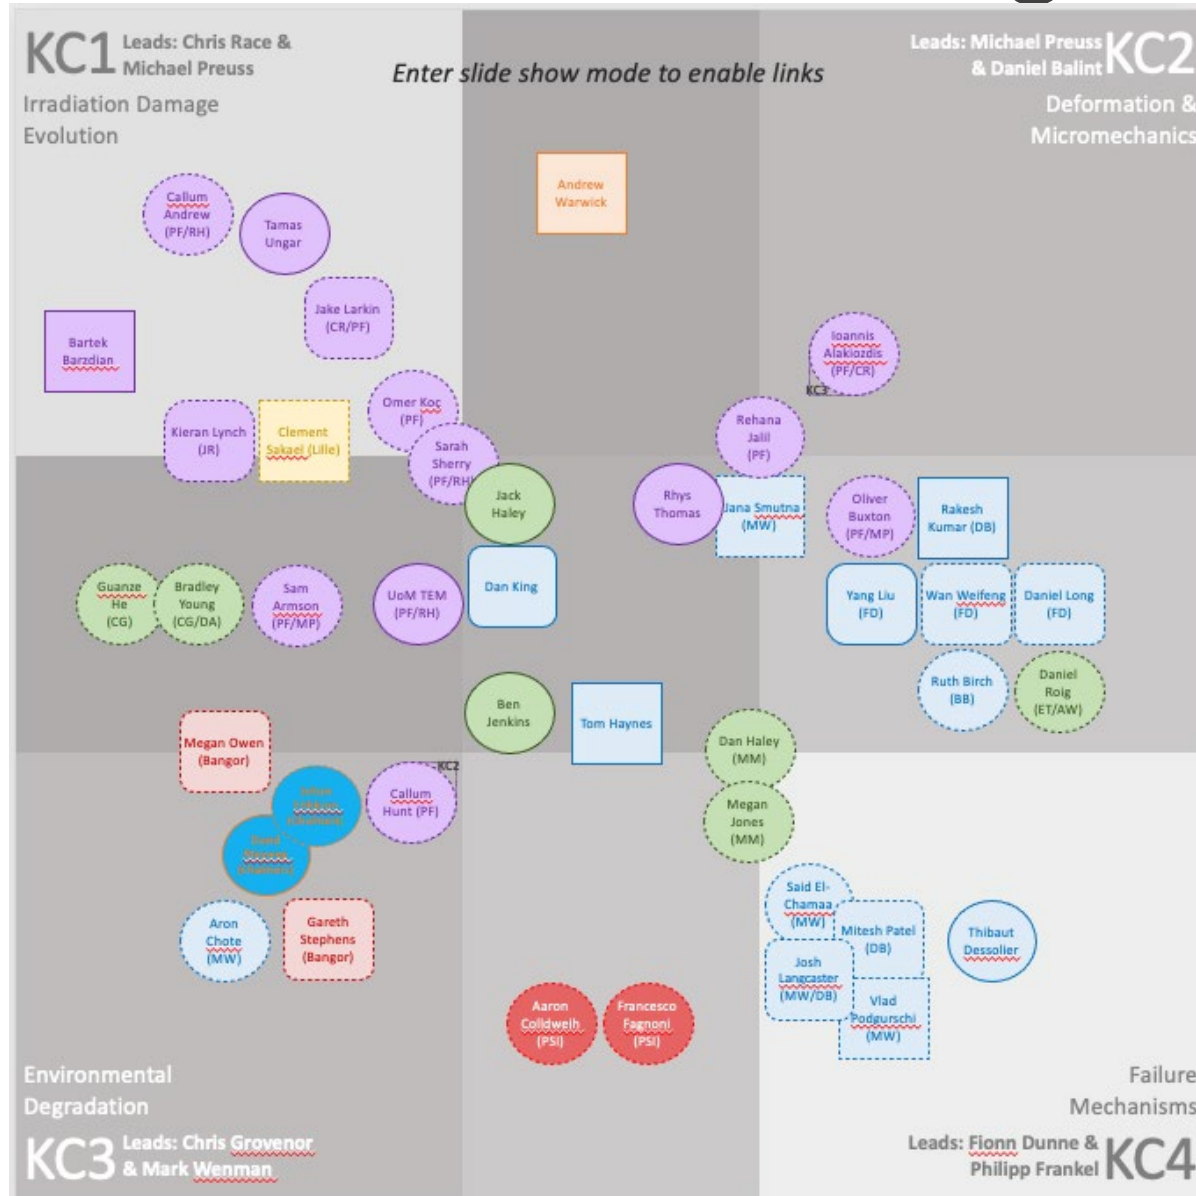 KC1 Leads: Chris Race &
Michael Preuss
Irradiation Damage
Evolution
Enter slide show mode to enable links
Leads: Michael Preuss KC2
& Daniel Balint
Deformation &
Micromechanics
Andrew
Warwick
Callum
Andrew
(PF/RH)
Tamas
Ungar
Jake Larkin
(CR/PF)
Bartek
Barzdian
Ioannis
Alakiozdis
(PF/CR)
KC3
Omer Koç
(PF)
Kieran Lynch
(JR)
Clement
Sakael (Lille)
Sarah
Sherry
(PF/RH)
Rehana
Jalil
(PF)
Jack
Haley
Rhys
Thomas
Jana Smutna
(MW)
Oliver
Buxton
(PF/MP)
Rakesh
Kumar (DB)
Guanze
He
(CG)
Bradley
Young
(CG/DA)
Sam
Armson
(PF/MP)
UoM TEM
(PF/RH)
Dan King
Yang Liu
(FD)
Wan Weifeng
(FD)
Daniel Long
(FD)
Ruth Birch
(BB)
Daniel
Roig
(ET/AW)
Ben
Jenkins
Tom Haynes
Megan Owen
(Bangor)
Dan Haley
(MM)
KC2
Callum
Hunt (PF)
Megan
Jones
(MM)
Aron
Chote
(MW)
Gareth
Stephens
(Bangor)
Said El-
Chamaa
(MW)
Mitesh Patel
(DB)
Thibaut
Dessolier
Josh
Langcaster
(MW/DB)
Vlad
Podgurschi
(MW)
Aaron
Colldwelh
(PSI)
Francesco
Fagnoni
(PSI)
Environmental
Degradation
KC3 Leads: Chris Grovenor
& Mark Wenman
Failure
Mechanisms
Leads: Fionn Dunne & KC4
Philipp Frankel